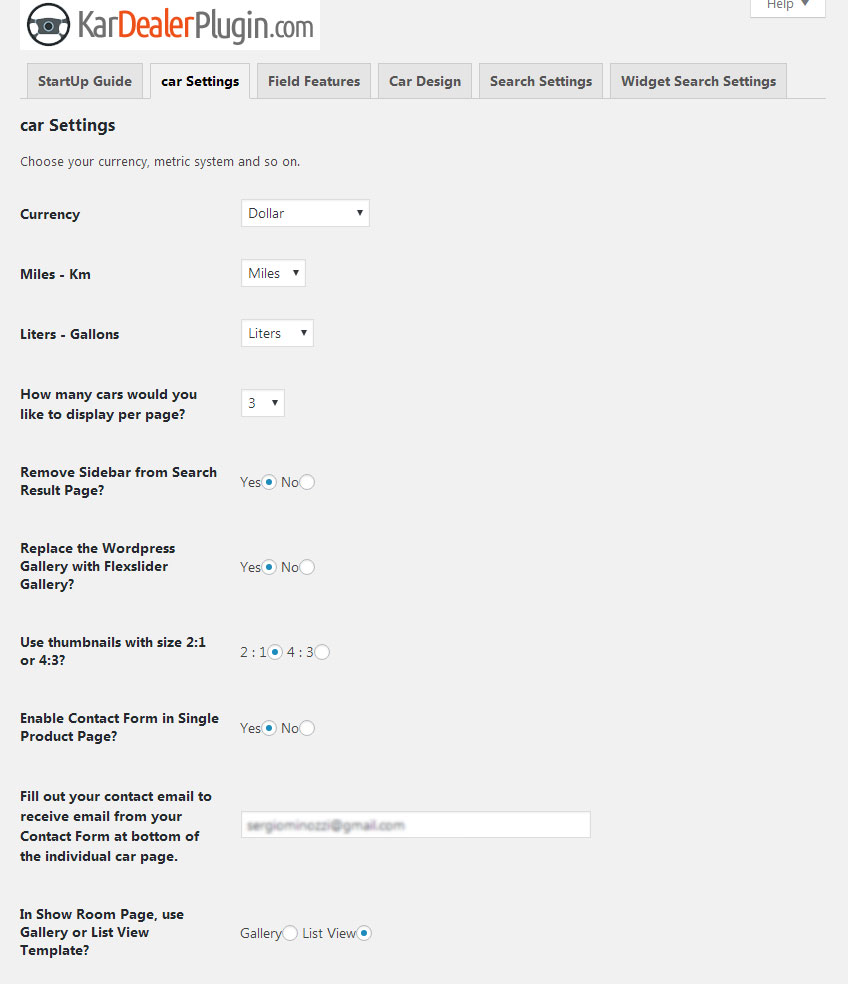 Help
KarDealerPlugin.com
StartUp Guide
car Settings
Field Features
Car Design
Search Settings
Widget Search Settings
car Settings
Choose your currency, metric system and so on.
Currency
Dollar
Miles - Km
Miles
Liters - Gallons
Liters
How many cars would you
like to display per page?
3
Remove Sidebar from Search
Result Page?
Yes No
Replace the Wordpress
Gallery with Flexslider
Gallery?
Yes No
Use thumbnails with size 2:1
or 4:3?
2 : 1 4 : 3
Enable Contact Form in Single
Product Page?
Yes No
Fill out your contact email to
receive email from your
Contact Form at bottom of
the individual car page.
In Show Room Page, use
Gallery or List View
Template?
Gallery List View